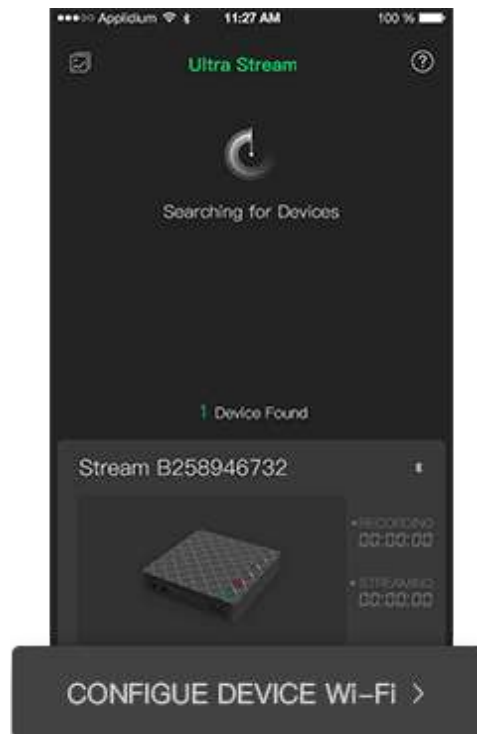 Applidium 11:27 AM 100 %
Ultra Stream
Searching for Devices
1 Device Found
Stream B258946732
RECORDING
00:00:00
STREAMING
00:00:00
CONFIGUE DEVICE Wi-Fi >